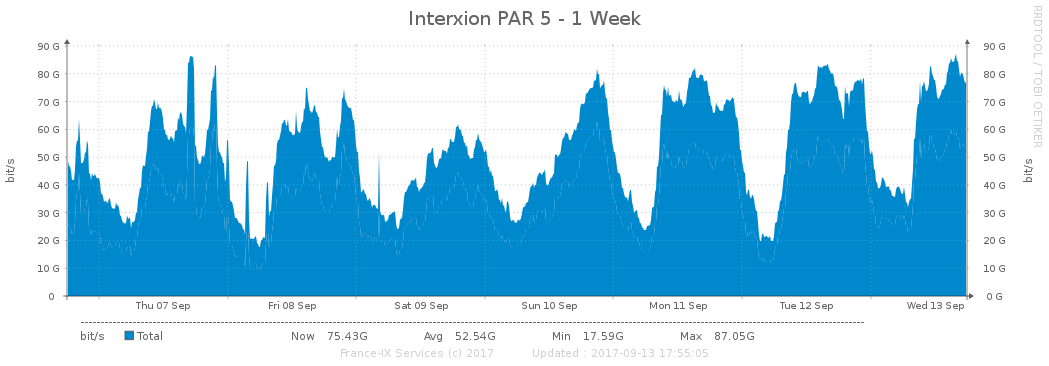 Interxion PAR 5 - 1 Week
RRDTOOL / TOBI OETIKER
bit/s
90 G
80 G
70 G
60 G
50 G
40 G
30 G
20 G
10 G
0
90 G
80 G
70 G
60 G
50 G
40 G
30 G
20 G
10 G
0 G
bit/s
Thu 07 Sep Fri 08 Sep Sat 09 Sep Sun 10 Sep Mon 11 Sep Tue 12 Sep Wed 13 Sep
bit/s Total Now 75.43G Avg 52.54G Min 17.59G Max 87.05G
France-IX Services (c) 2017 Updated : 2017-09-13 17:55:05